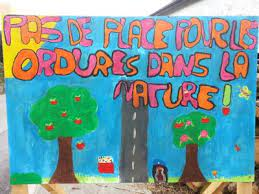 PAS DE PLACE POUR LES
ORDURES DANS LA
NATURE !